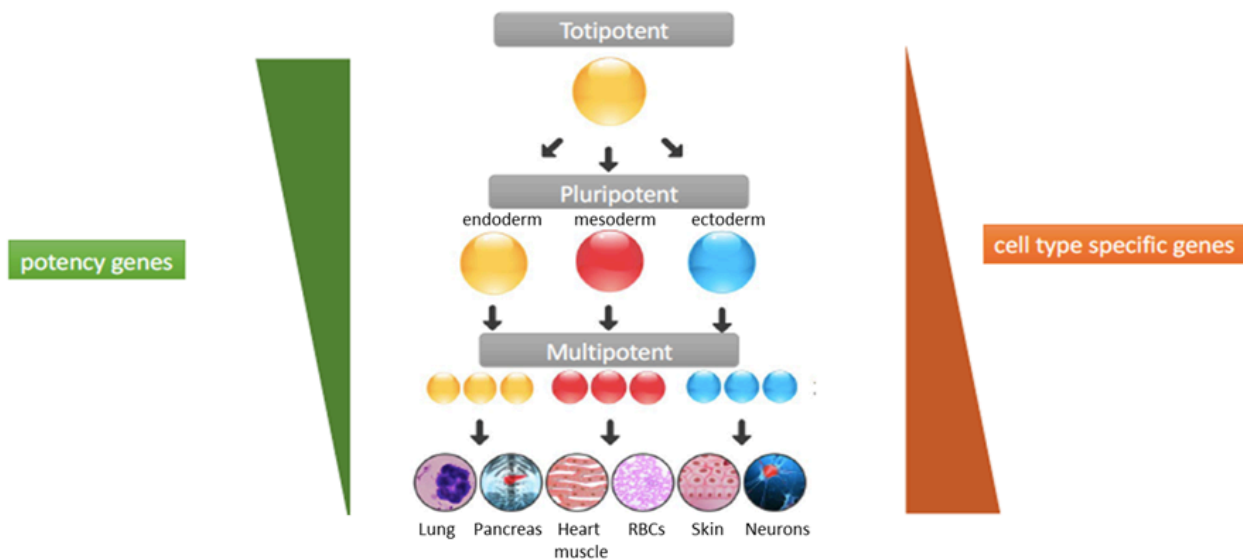 Totipotent
Pluripotent
endoderm mesoderm ectoderm
potency genes
cell type specific genes
Multipotent
:
Lung Pancreas Heart muscle RBCs Skin Neurons